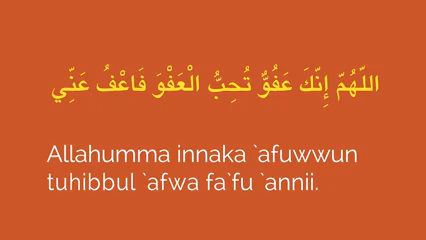 اللّهُمّ إِنّكَ عَفُوٌّ تُحِبُّ الْعَفْوَ فَاعْفُ عَنِّي
Allahumma innaka `afuwwun
tuhibbul `afwa fa`fu `annii.